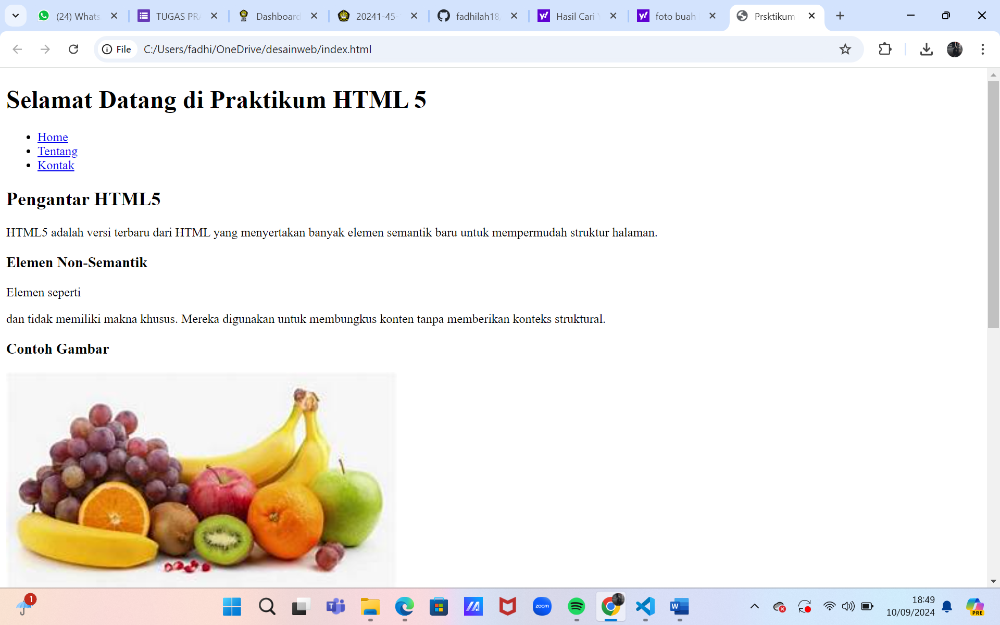 (24) Whats
TUGAS PRA
Dashboard
20241-45-
fadhilah18
Hasil Cari Y
foto buah
Prsktikum
File
C:/Users/fadhi/OneDrive/desainweb/index.html
Selamat Datang di Praktikum HTML 5
Home
Tentang
Kontak
Pengantar HTML5
HTML5 adalah versi terbaru dari HTML yang menyertakan banyak elemen semantik baru untuk mempermudah struktur halaman.
Elemen Non-Semantik
Elemen seperti
dan tidak memiliki makna khusus. Mereka digunakan untuk membungkus konten tanpa memberikan konteks struktural.
Contoh Gambar
1
zoom
PRE
18:49
10/09/2024